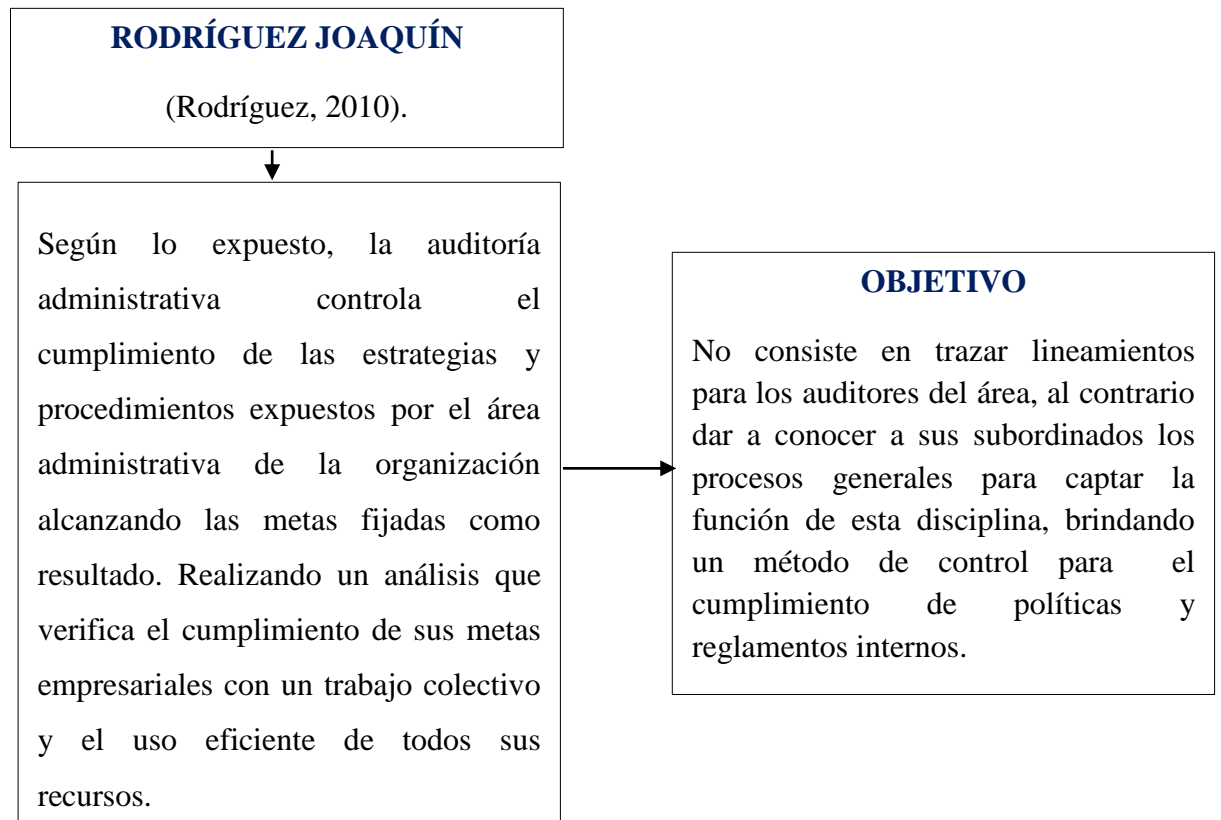 RODRÍGUEZ JOAQUÍN
(Rodríguez, 2010).
Según lo expuesto, la auditoría
administrativa controla el
cumplimiento de las estrategias y
procedimientos expuestos por el área
administrativa de la organización
alcanzando las metas fijadas como
resultado. Realizando un análisis que
verifica el cumplimiento de sus metas
empresariales con un trabajo colectivo
y el uso eficiente de todos sus
recursos.
OBJETIVO
No consiste en trazar lineamientos
para los auditores del área, al contrario
dar a conocer a sus subordinados los
procesos generales para captar la
función de esta disciplina, brindando
un método de control para el
cumplimiento de políticas y
reglamentos internos.